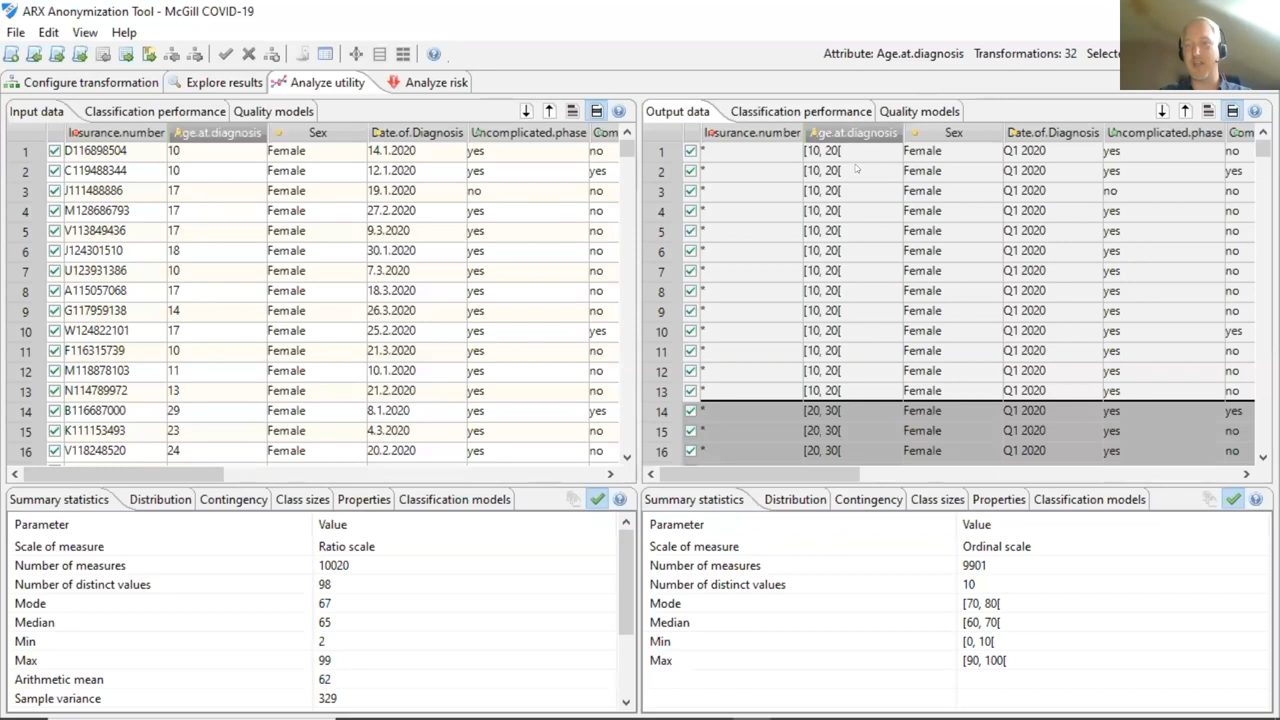 ARX Anonymization Tool - McGill COVID-19
File Edit View Help
Attribute: Age.at.diagnosis Transformations: 32 Selecte
Configure transformation Explore results Analyze utility Analyze risk
Input data Classification performance Quality models
Insurance.number Age.at.diagnosis Sex Date.of.Diagnosis Uncomplicated.phase Com
1 D116898504 10 Female 14.1.2020 yes no
2 C119488344 10 Female 12.1.2020 yes yes
3 J111488886 17 Female 19.1.2020 no no
4 M128686793 17 Female 27.2.2020 yes no
5 V113849436 17 Female 9.3.2020 yes no
6 J124301510 18 Female 30.1.2020 yes no
7 U123931386 10 Female 7.3.2020 yes no
8 A115057068 17 Female 18.3.2020 yes no
9 G117959138 14 Female 26.3.2020 yes no
10 W124822101 17 Female 25.2.2020 yes yes
11 F116315739 10 Female 21.3.2020 yes no
12 M118878103 11 Female 10.1.2020 yes no
13 N114789972 13 Female 21.2.2020 yes no
14 B116687000 29 Female 8.1.2020 yes yes
15 K111153493 23 Female 4.3.2020 yes no
16 V118248520 24 Female 20.2.2020 yes no
Output data Classification performance Quality models
Insurance.number Age.at.diagnosis Sex Date.of.Diagnosis Uncomplicated.phase Com
1 * [10, 20[ Female Q1 2020 yes no
2 * [10, 20[ Female Q1 2020 yes yes
3 * [10, 20[ Female Q1 2020 no no
4 * [10, 20[ Female Q1 2020 yes no
5 * [10, 20[ Female Q1 2020 yes no
6 * [10, 20[ Female Q1 2020 yes no
7 * [10, 20[ Female Q1 2020 yes no
8 * [10, 20[ Female Q1 2020 yes no
9 * [10, 20[ Female Q1 2020 yes no
10 * [10, 20[ Female Q1 2020 yes yes
11 * [10, 20[ Female Q1 2020 yes no
12 * [10, 20[ Female Q1 2020 yes no
13 * [10, 20[ Female Q1 2020 yes no
14 * [20, 30[ Female Q1 2020 yes yes
15 * [20, 30[ Female Q1 2020 yes no
16 * [20, 30[ Female Q1 2020 yes no
Summary statistics Distribution Contingency Class sizes Properties Classification models
Parameter Value
Scale of measure Ratio scale
Number of measures 10020
Number of distinct values 98
Mode 67
Median 65
Min 2
Max 99
Arithmetic mean 62
Sample variance 329
Summary statistics Distribution Contingency Class sizes Properties Classification models
Parameter Value
Scale of measure Ordinal scale
Number of measures 9901
Number of distinct values 10
Mode [70, 80[
Median [60, 70[
Min [0, 10[
Max [90, 100[